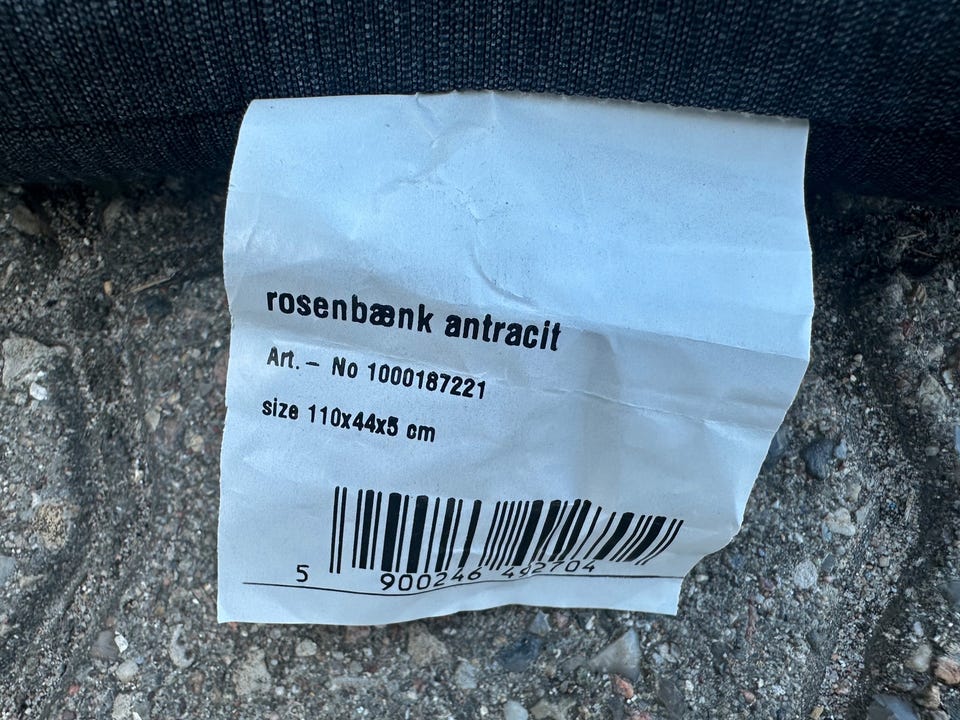 rosenbænk antracit
Art. – No 1000187221
size 110x44x5 cm
5 900246 492704